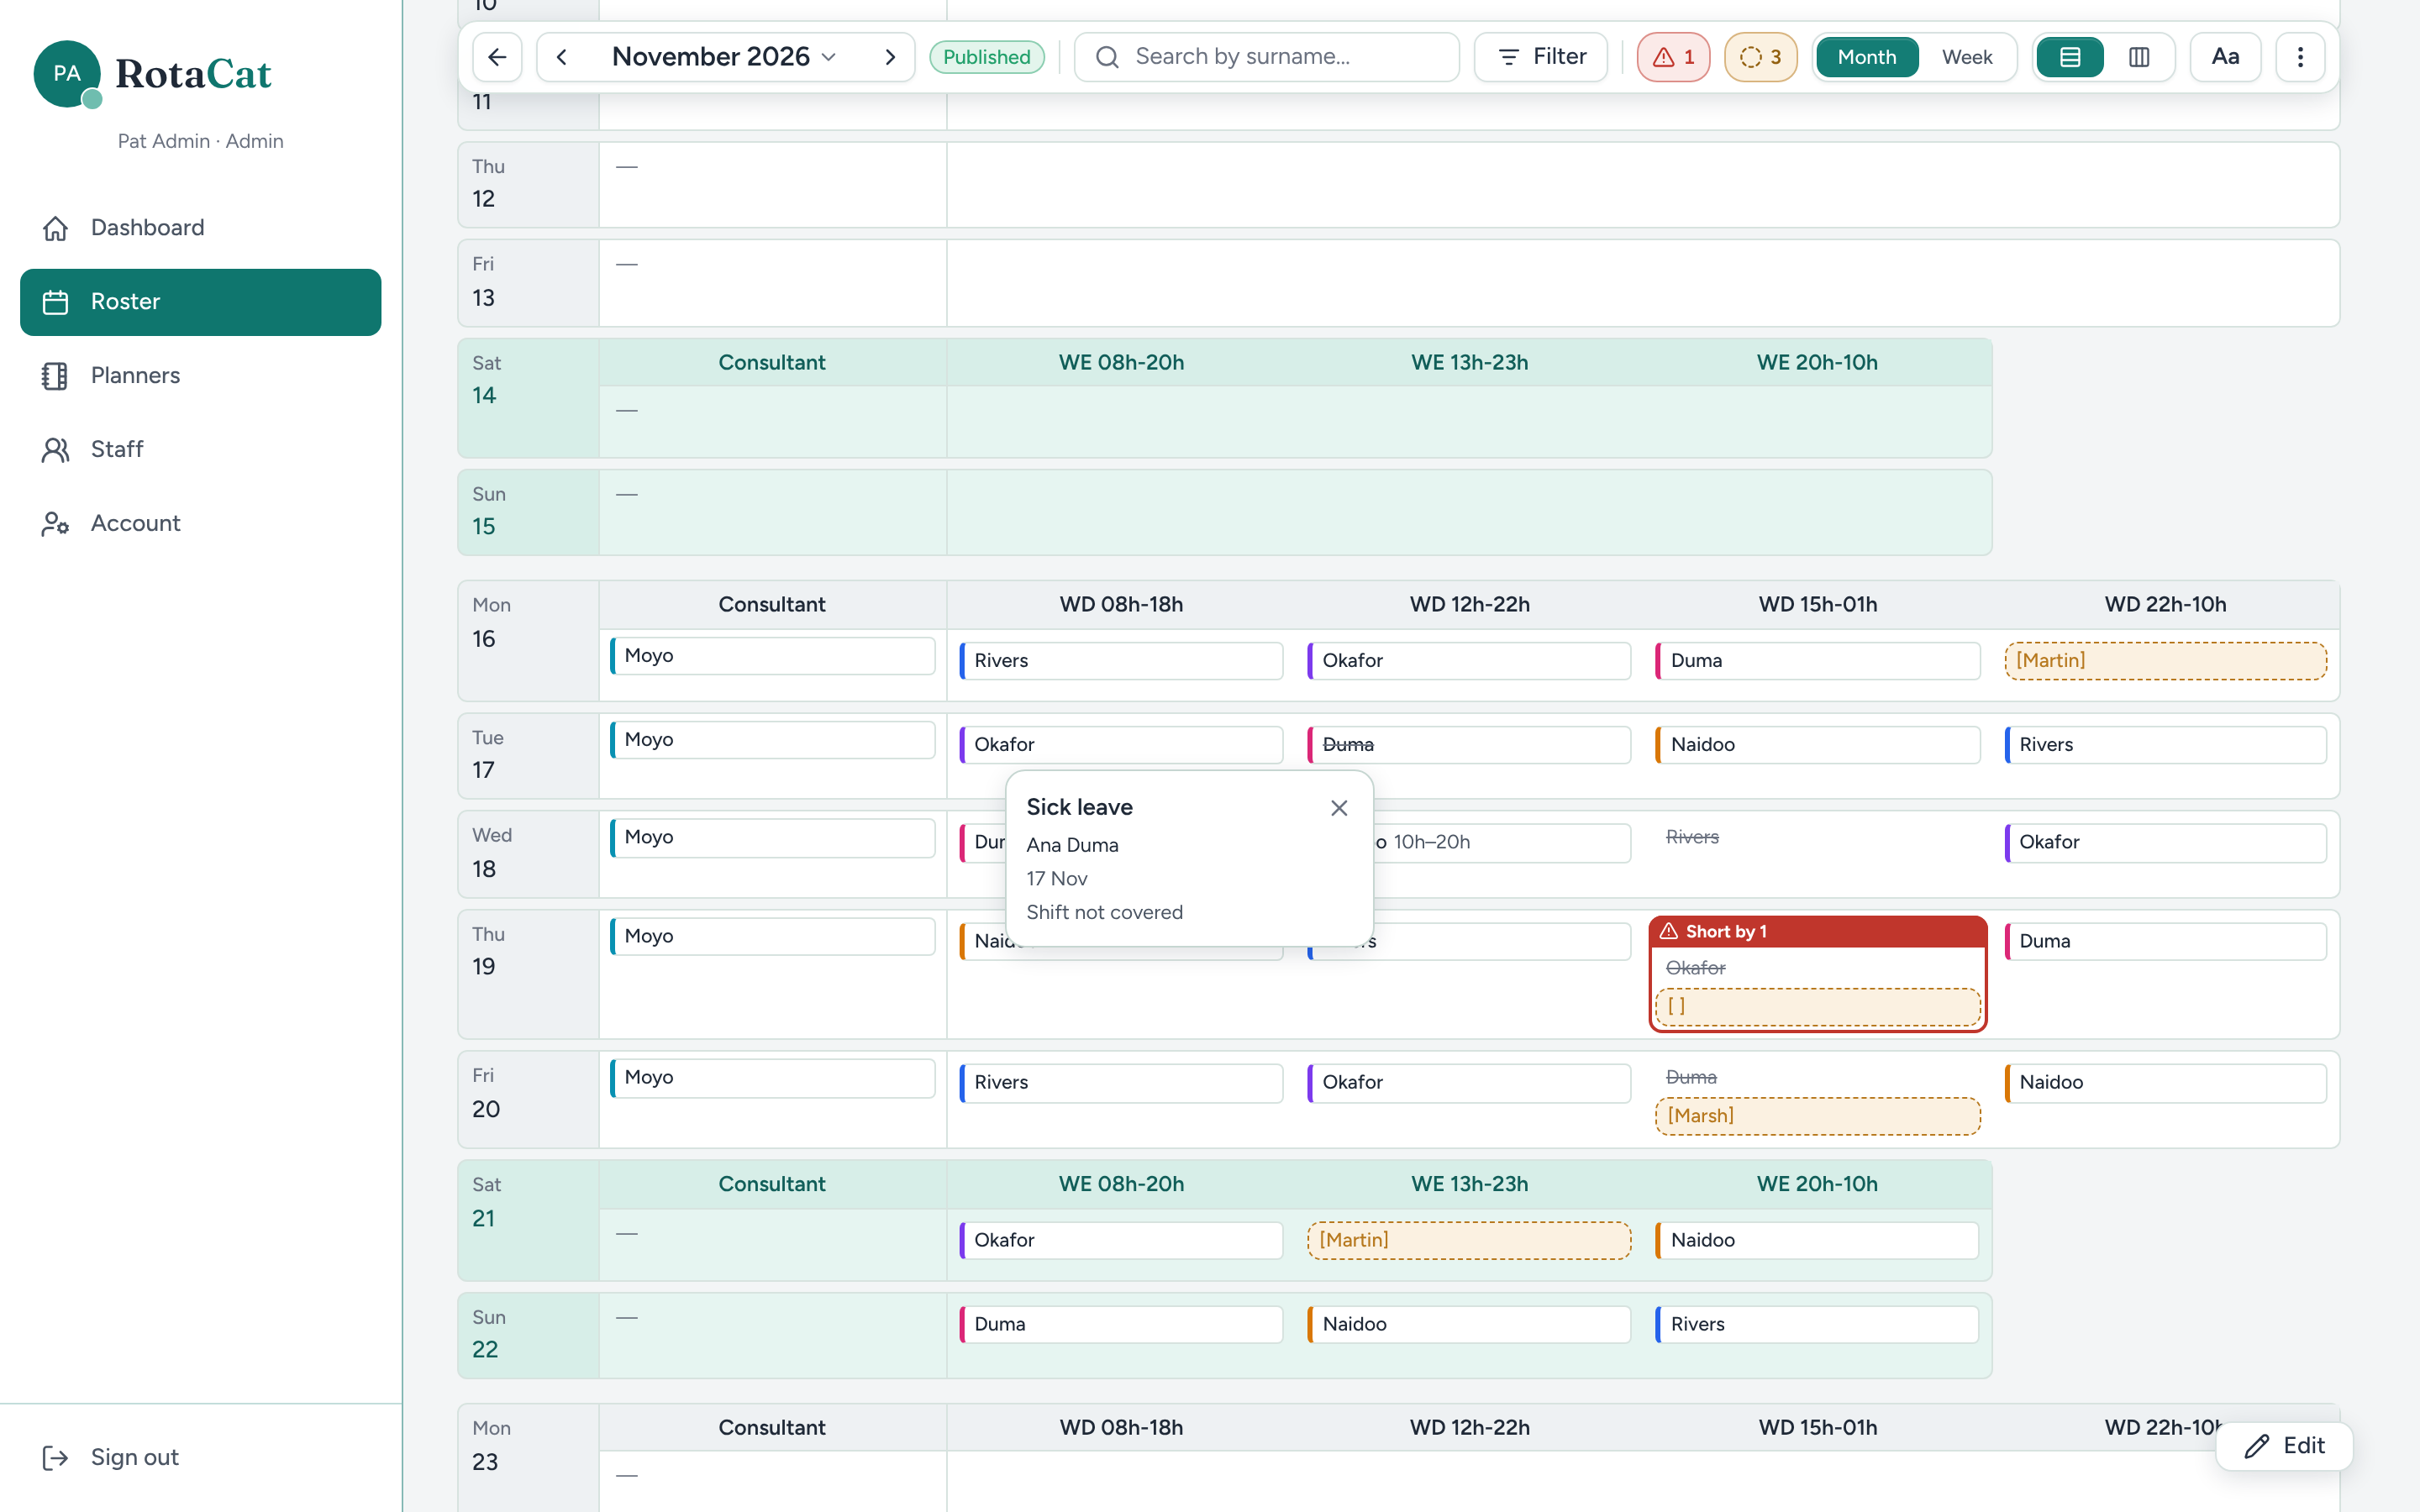 PA
RotaCat
Pat Admin · Admin
Dashboard
Roster
Planners
Staff
Account
Sign out
10
November 2026
Published
Search by surname...
Filter
1
3
Month
Week
Aa
11
Thu
12
—
Fri
13
—
Sat
14
Consultant WE 08h-20h WE 13h-23h WE 20h-10h
—
Sun
15
—
Mon
16
Consultant WD 08h-18h WD 12h-22h WD 15h-01h WD 22h-10h
Moyo Rivers Okafor Duma [Martin]
Tue
17
Moyo Okafor Duma Naidoo Rivers
Sick leave
Ana Duma
17 Nov
Shift not covered
Wed
18
Moyo 10h–20h Rivers Okafor
Thu
19
Moyo Duma
Short by 1
Okafor
[ ]
Fri
20
Moyo Rivers Okafor Duma Naidoo
[Marsh]
Sat
21
Consultant WE 08h-20h WE 13h-23h WE 20h-10h
— Okafor [Martin] Naidoo
Sun
22
— Duma Naidoo Rivers
Mon
23
Consultant WD 08h-18h WD 12h-22h WD 15h-01h WD 22h-10h
—
Edit